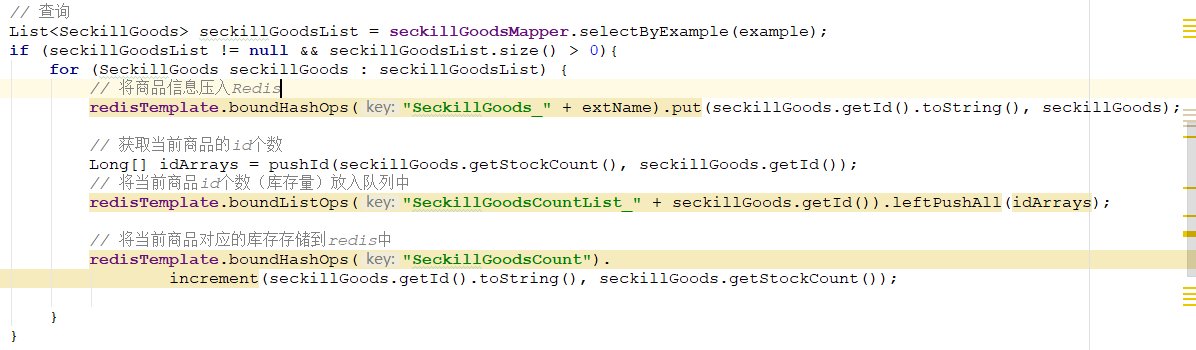 // 查询
List<SeckillGoods> seckillGoodsList = seckillGoodsMapper.selectByExample(example);
if (seckillGoodsList != null && seckillGoodsList.size() > 0){
for (SeckillGoods seckillGoods : seckillGoodsList) {
// 将商品信息压入Redis
redisTemplate.boundHashOps( key: "SeckillGoods_" + extName).put(seckillGoods.getId().toString(), seckillGoods);
// 获取当前商品的id个数
Long[] idArrays = pushId(seckillGoods.getStockCount(), seckillGoods.getId());
// 将当前商品id个数（库存量）放入队列中
redisTemplate.boundListOps( key: "SeckillGoodsCountList_" + seckillGoods.getId()).leftPushAll(idArrays);
// 将当前商品对应的库存存储到redis中
redisTemplate.boundHashOps( key: "SeckillGoodsCount").
increment(seckillGoods.getId().toString(), seckillGoods.getStockCount());
}
}